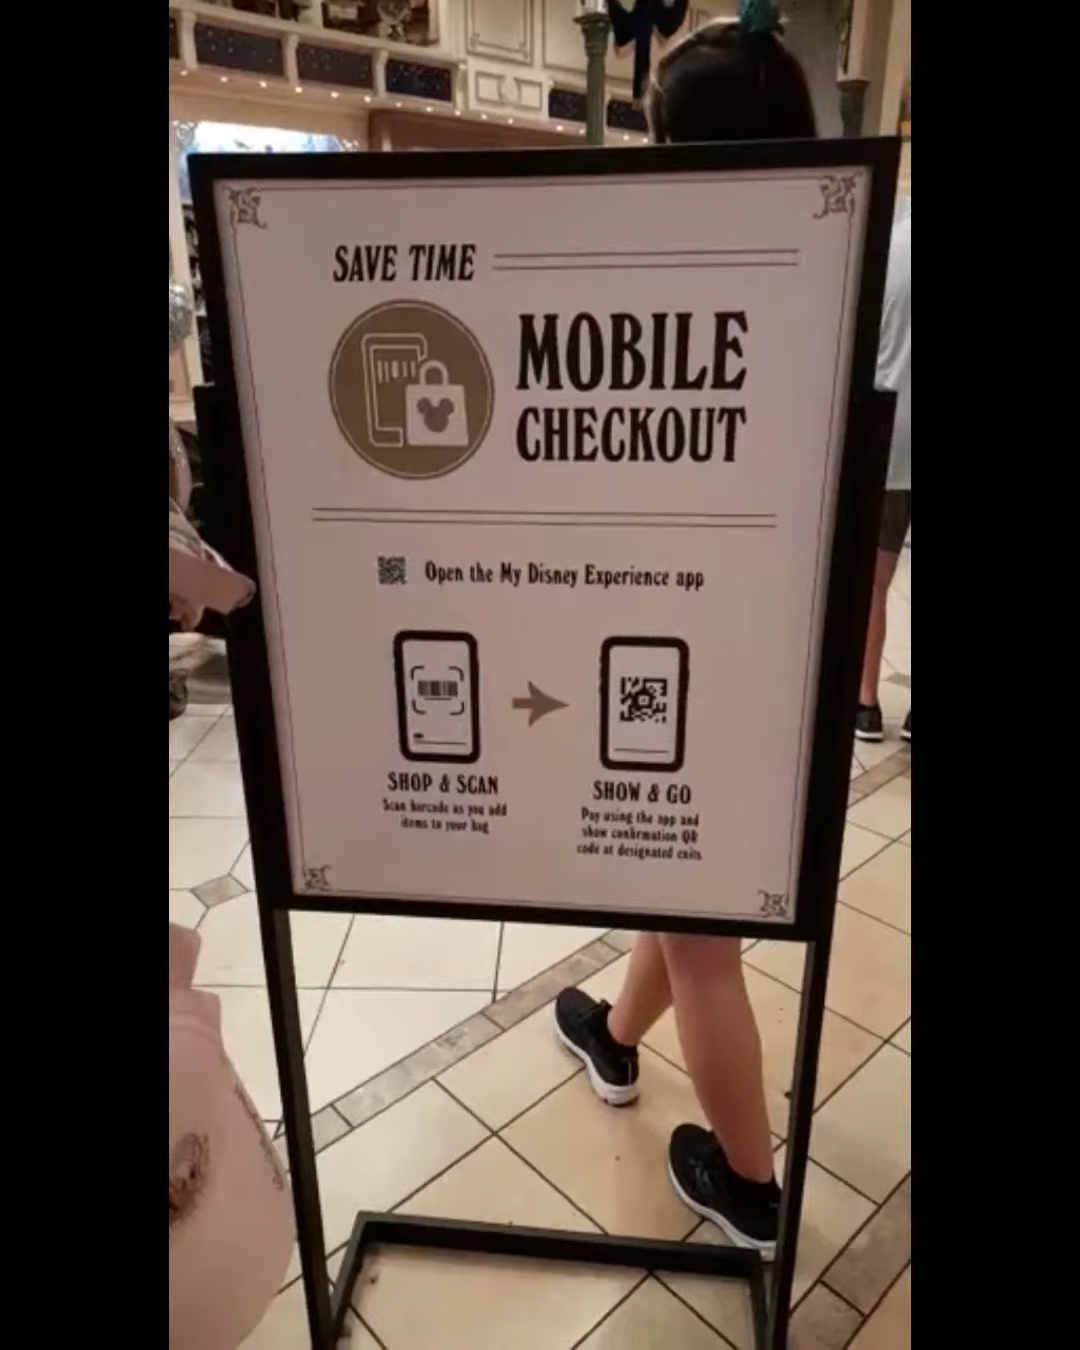 SAVE TIME
MOBILE
CHECKOUT
Open the My Disney Experience app
SHOP & SCAN
Scan barcode as you add
items to your bag
SHOW & GO
Pay using the app and
show confirmation QR
code at designated exits